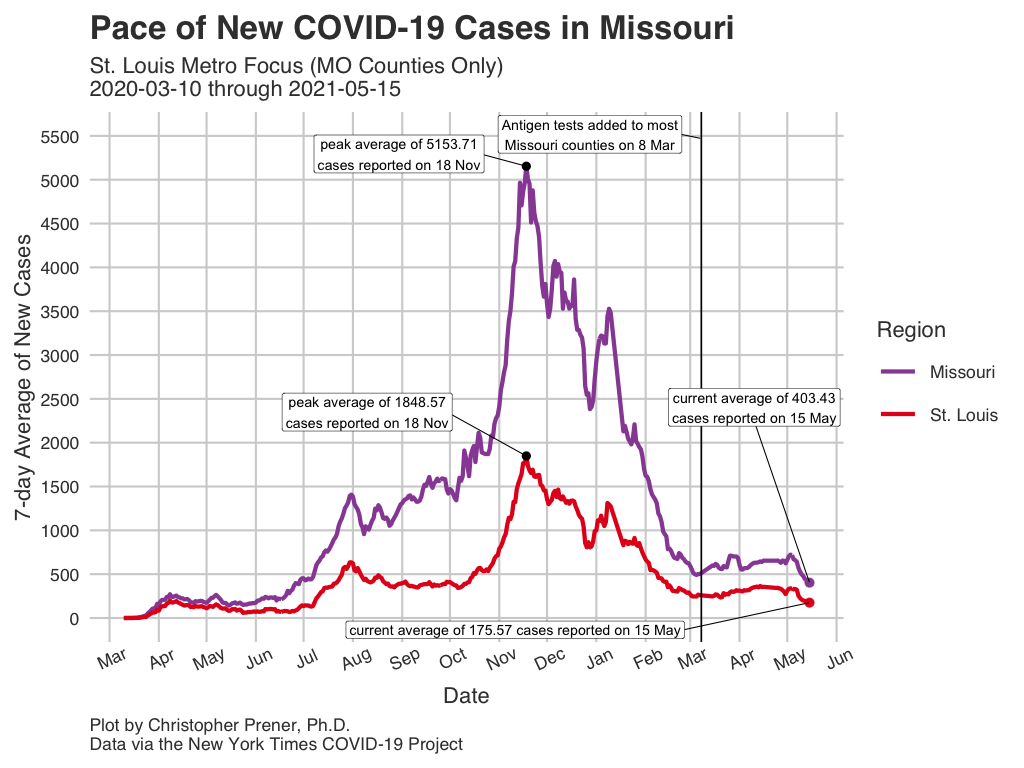 Pace of New COVID-19 Cases in Missouri
St. Louis Metro Focus (MO Counties Only)
2020-03-10 through 2021-05-15
7-day Average of New Cases
5500
5000
4500
4000
3500
3000
2500
2000
1500
1000
500
0
Antigen tests added to most
Missouri counties on 8 Mar
peak average of 5153.71
cases reported on 18 Nov
peak average of 1848.57
cases reported on 18 Nov
current average of 403.43
cases reported on 15 May
current average of 175.57 cases reported on 15 May
Region
Missouri
St. Louis
Mar Apr May Jun Jul Aug Sep Oct Nov Dec Jan Feb Mar Apr May Jun
Date
Plot by Christopher Prener, Ph.D.
Data via the New York Times COVID-19 Project